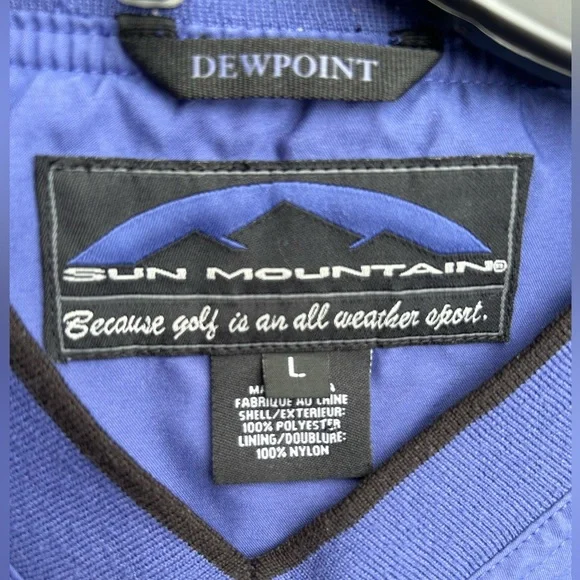 DEWPOINT
SUN MOUNTAIN®
Because golf is an all weather sport.
L
FABRIQUE AU CHINE
SHELL/EXTERIEUR:
100% POLYESTER
LINING/DOUBLURE:
100% NYLON